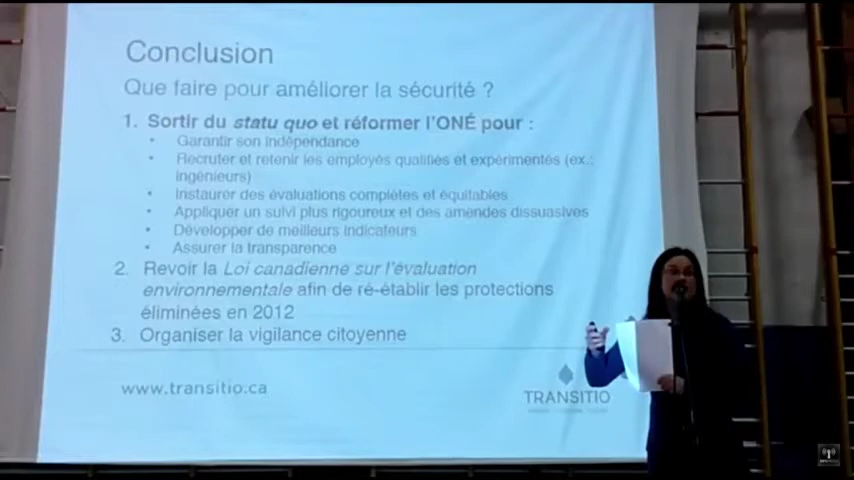 Conclusion
Que faire pour améliorer la sécurité ?
1. Sortir du statu quo et réformer l'ONÉ pour :
• Garantir son indépendance
• Recruter et retenir les employés qualifiés et expérimentés (ex.:
ingénieurs)
• Instaurer des évaluations complètes et équitables
• Appliquer un suivi plus rigoureux et des amendes dissuasives
• Développer de meilleurs indicateurs
• Assurer la transparence
2. Revoir la Loi canadienne sur l'évaluation
environnementale afin de ré-établir les protections
éliminées en 2012
3. Organiser la vigilance citoyenne
www.transitio.ca
TRANSITIO